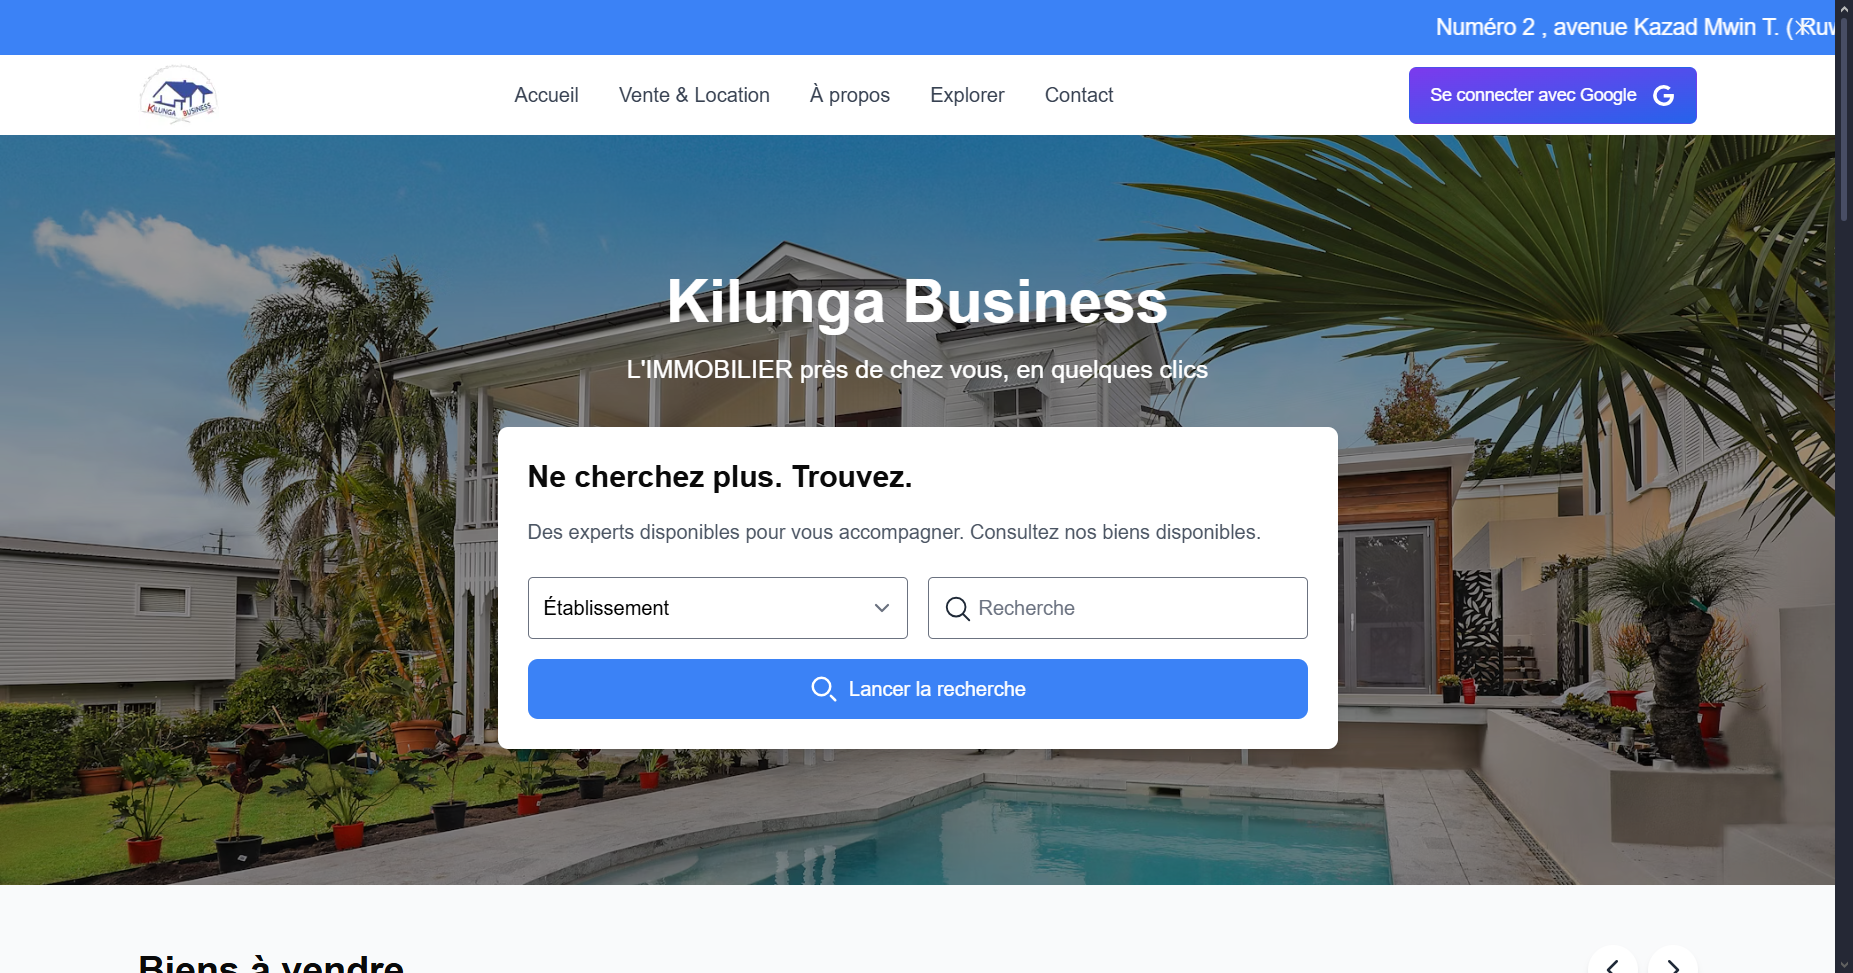 Numéro 2 , avenue Kazad Mwin T. (
KILUNGA BUSINESS
Accueil
Vente & Location
À propos
Explorer
Contact
Se connecter avec Google
Kilunga Business
L'IMMOBILIER près de chez vous, en quelques clics
Ne cherchez plus. Trouvez.
Des experts disponibles pour vous accompagner. Consultez nos biens disponibles.
Établissement
Recherche
Lancer la recherche
Biens à vendre